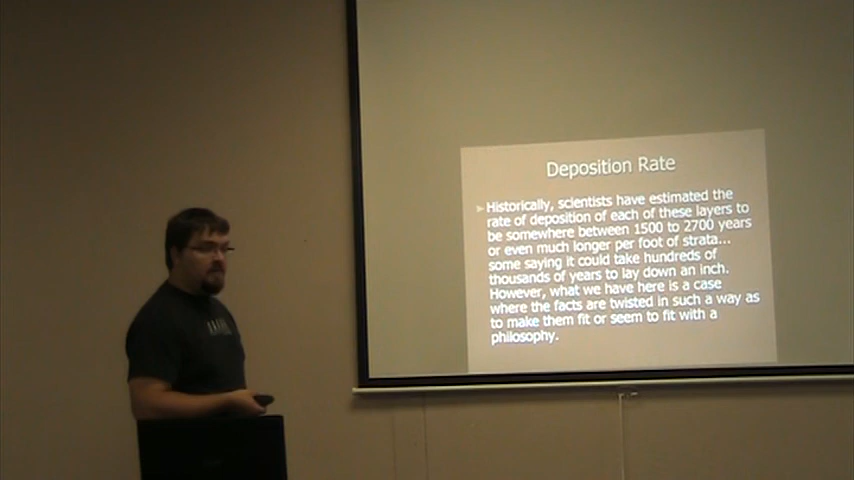 Deposition Rate
Historically, scientists have estimated the
rate of deposition of each of these layers to
be somewhere between 1500 to 2700 years
or even much longer per foot of strata...
some saying it could take hundreds of
thousands of years to lay down an inch.
However, what we have here is a case
where the facts are twisted in such a way as
to make them fit or seem to fit with a
philosophy.